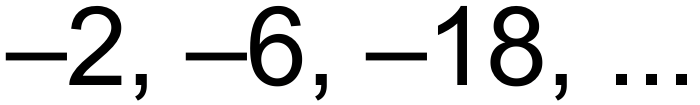 –2, –6, –18, ...